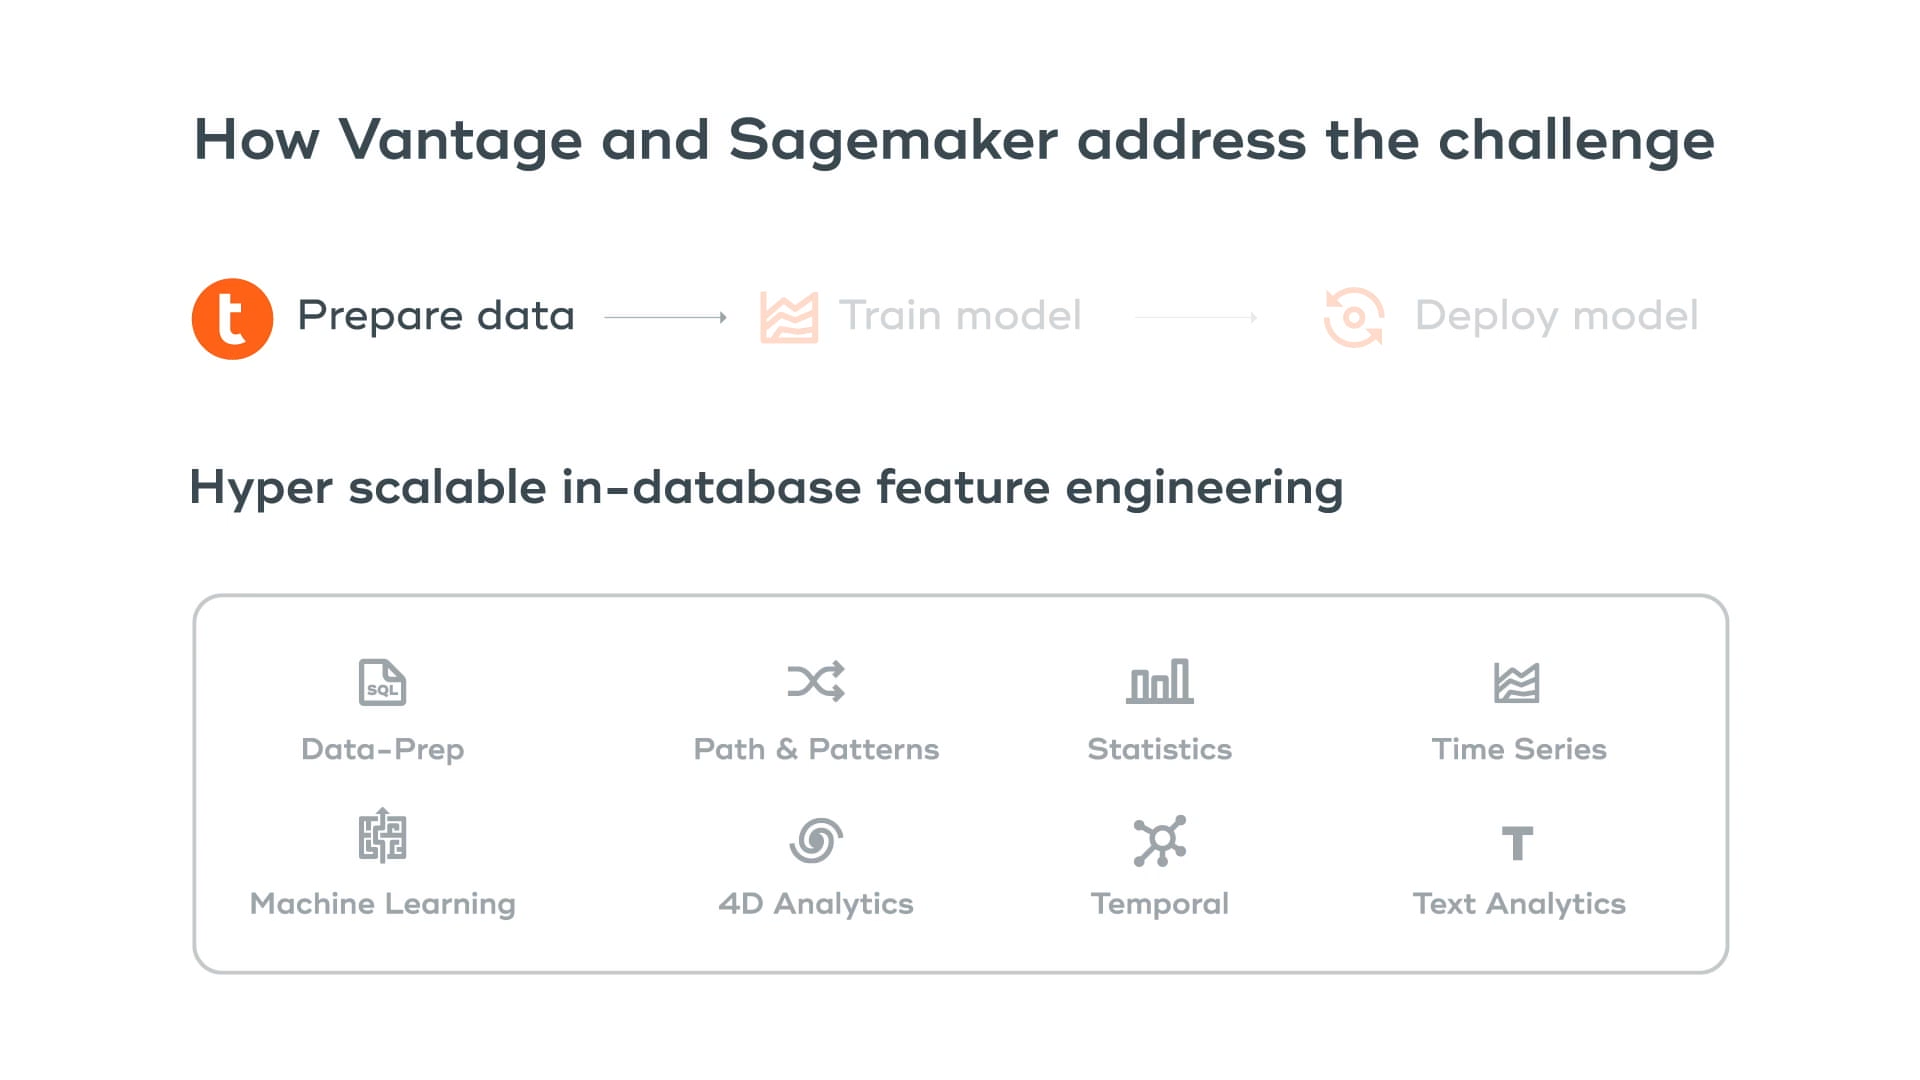 How Vantage and Sagemaker address the challenge
t Prepare data Train model Deploy model
Hyper scalable in-database feature engineering
SQL
Data-Prep Path & Patterns Statistics Time Series
T
Machine Learning 4D Analytics Temporal Text Analytics